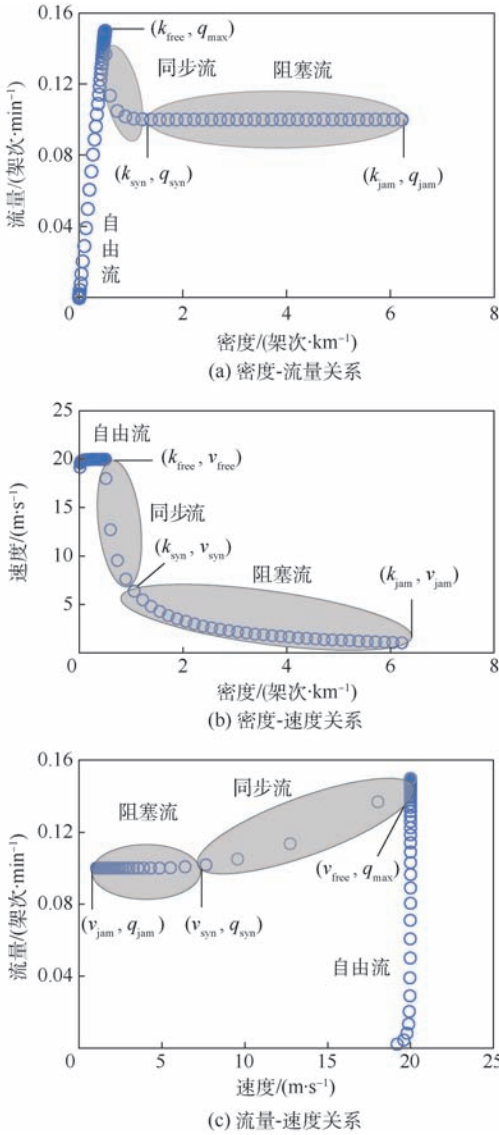 (k_free, q_max)
0.16
同步流
阻塞流
0.12
流量/(架次·min⁻¹)
0.08
(k_syn, q_syn)
(k_jam, q_jam)
自由流
0.04
0
2
4
6
8
密度/(架次·km⁻¹)
(a) 密度-流量关系
25
自由流
20
(k_free, v_free)
同步流
15
速度/(m·s⁻¹)
(k_syn, v_syn)
10
阻塞流
(k_jam, v_jam)
5
0
2
4
6
8
密度/(架次·km⁻¹)
(b) 密度-速度关系
0.16
同步流
阻塞流
0.12
流量/(架次·min⁻¹)
(v_free, q_max)
0.08
(v_jam, q_jam)
(v_syn, q_syn)
自由流
0.04
0
5
10
15
20
25
速度/(m·s⁻¹)
(c) 流量-速度关系